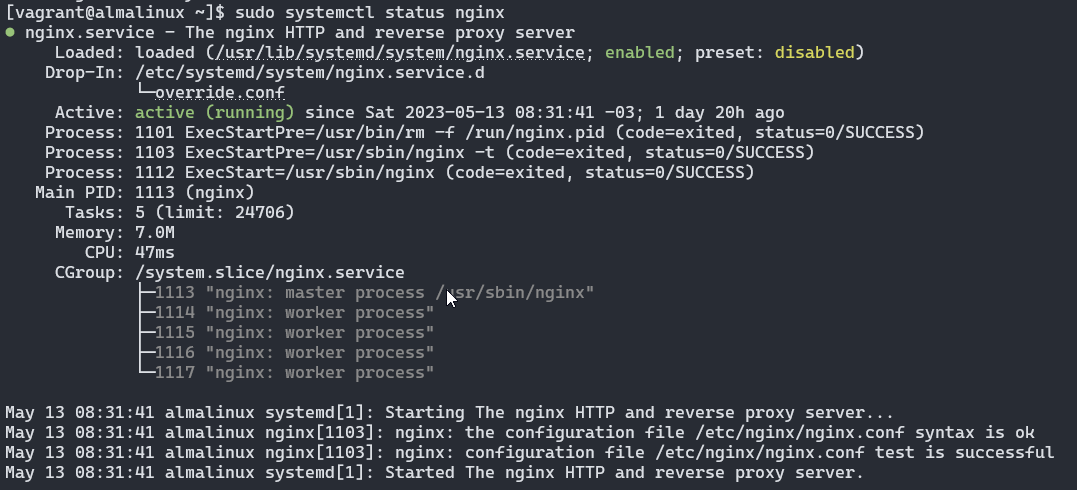 [vagrant@almalinux ~]$ sudo systemctl status nginx
● nginx.service - The nginx HTTP and reverse proxy server
     Loaded: loaded (/usr/lib/systemd/system/nginx.service; enabled; preset: disabled)
    Drop-In: /etc/systemd/system/nginx.service.d
             └─override.conf
     Active: active (running) since Sat 2023-05-13 08:31:41 -03; 1 day 20h ago
    Process: 1101 ExecStartPre=/usr/bin/rm -f /run/nginx.pid (code=exited, status=0/SUCCESS)
    Process: 1103 ExecStartPre=/usr/sbin/nginx -t (code=exited, status=0/SUCCESS)
    Process: 1112 ExecStart=/usr/sbin/nginx (code=exited, status=0/SUCCESS)
   Main PID: 1113 (nginx)
      Tasks: 5 (limit: 24706)
     Memory: 7.0M
        CPU: 47ms
     CGroup: /system.slice/nginx.service
             ├─1113 "nginx: master process /usr/sbin/nginx"
             ├─1114 "nginx: worker process"
             ├─1115 "nginx: worker process"
             ├─1116 "nginx: worker process"
             └─1117 "nginx: worker process"

May 13 08:31:41 almalinux systemd[1]: Starting The nginx HTTP and reverse proxy server...
May 13 08:31:41 almalinux nginx[1103]: nginx: the configuration file /etc/nginx/nginx.conf syntax is ok
May 13 08:31:41 almalinux nginx[1103]: nginx: configuration file /etc/nginx/nginx.conf test is successful
May 13 08:31:41 almalinux systemd[1]: Started The nginx HTTP and reverse proxy server.